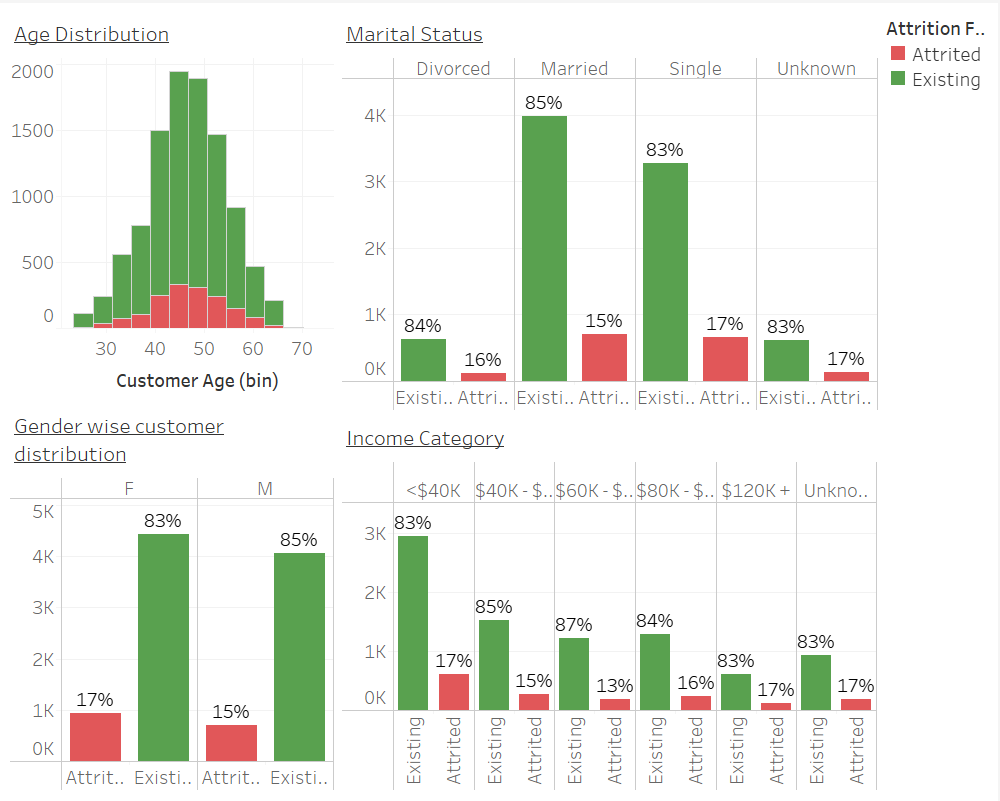 Age Distribution
2000
1500
1000
500
0
30 40 50 60 70
Customer Age (bin)
Marital Status
Divorced Married Single Unknown
4K
3K
2K
1K
0K
84% 16% 85% 15% 83% 17% 83% 17%
Existi.. Attri.. Existi.. Attri.. Existi.. Attri.. Existi.. Attri..
Attrition F..
Attrited
Existing
Gender wise customer
distribution
F M
5K
4K
3K
2K
1K
0K
17% 83% 15% 85%
Attrit.. Existi.. Attrit.. Existi..
Income Category
<$40K $40K - $.. $60K - $.. $80K - $.. $120K + Unkno..
3K
2K
1K
0K
83% 17% 85% 15% 87% 13% 84% 16% 83% 17% 83% 17%
Existing Attrited Existing Attrited Existing Attrited Existing Attrited Existing Attrited Existing Attrited